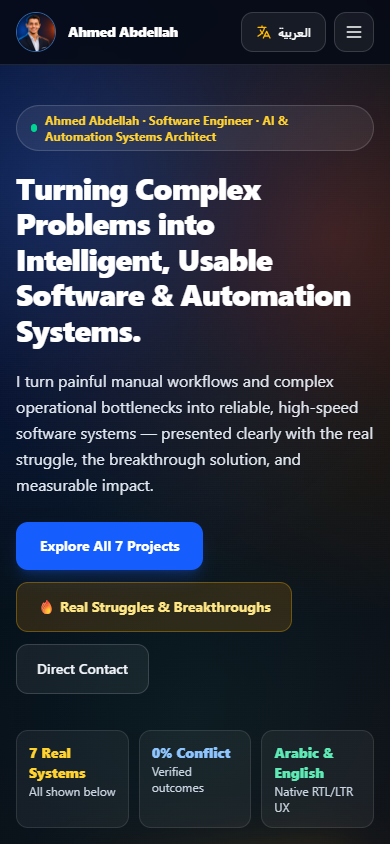 Ahmed Abdellah
العربية
Ahmed Abdellah · Software Engineer · AI &
Automation Systems Architect
Turning Complex
Problems into
Intelligent, Usable
Software & Automation
Systems.
I turn painful manual workflows and complex
operational bottlenecks into reliable, high-speed
software systems — presented clearly with the real
struggle, the breakthrough solution, and
measurable impact.
Explore All 7 Projects
🔥 Real Struggles & Breakthroughs
Direct Contact
7 Real
Systems
All shown below
0% Conflict
Verified
outcomes
Arabic &
English
Native RTL/LTR
UX